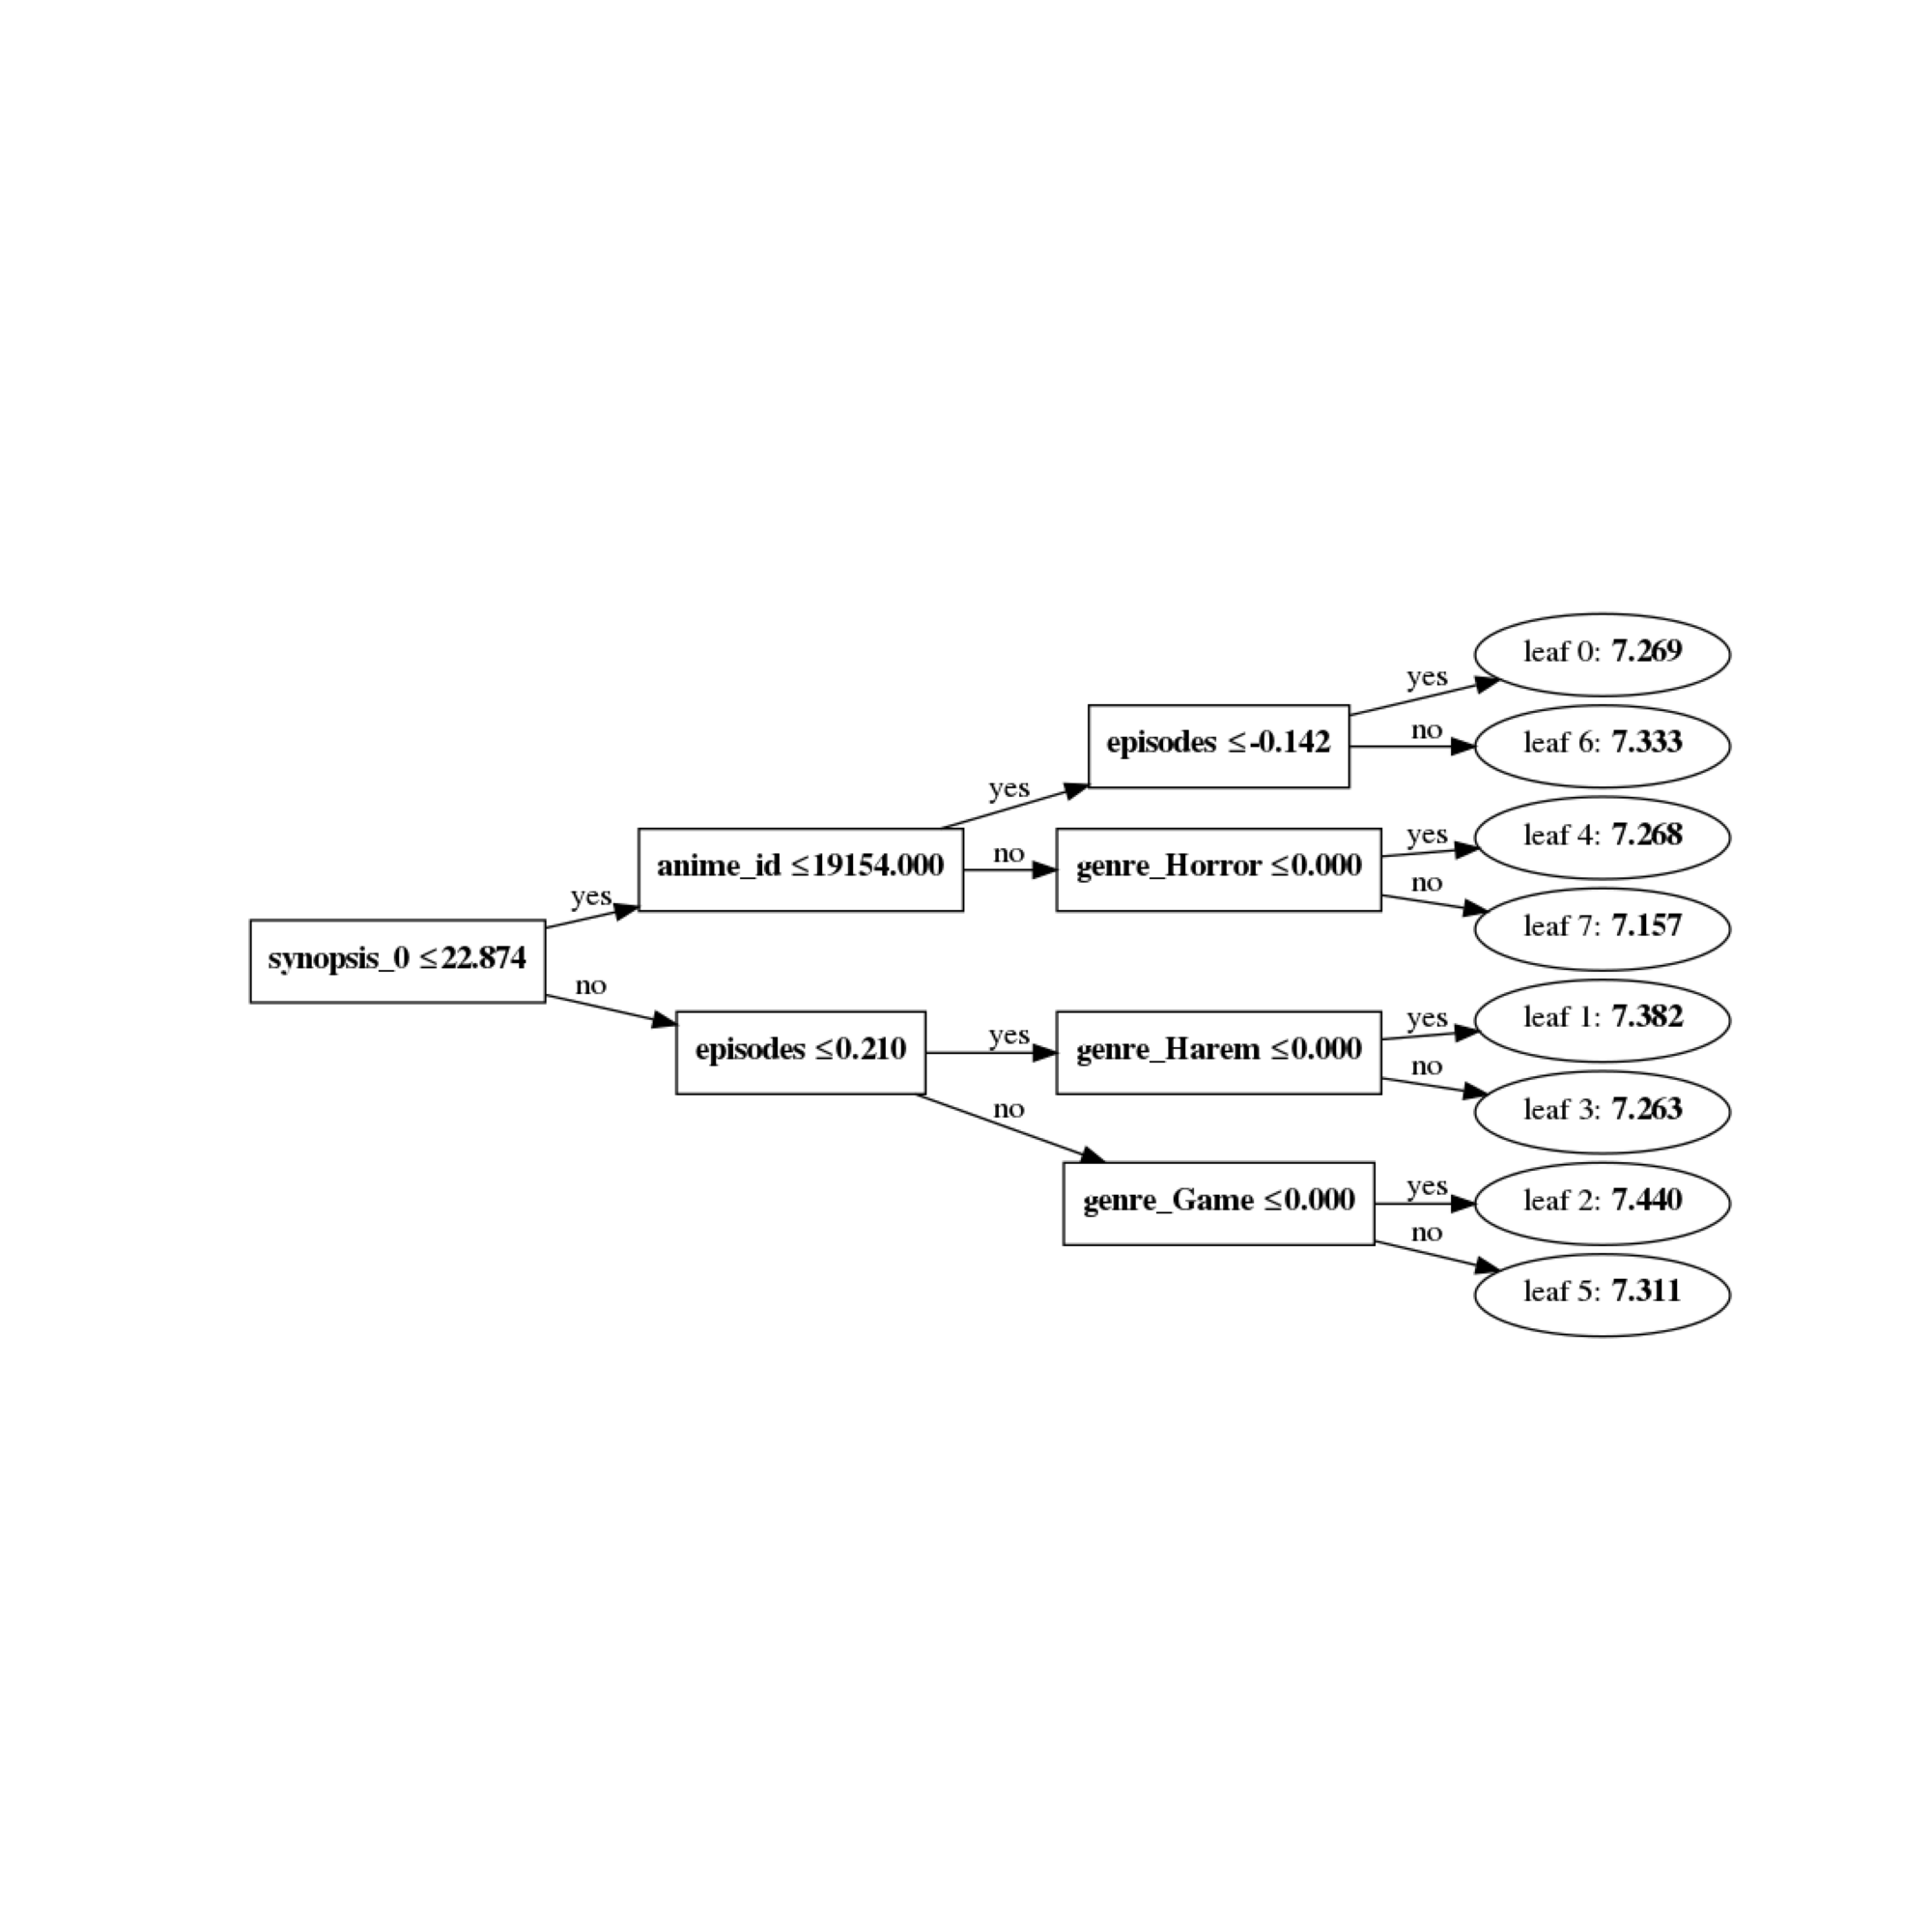 leaf 0: 7.269
yes
episodes ≤-0.142
no
leaf 6: 7.333
yes
leaf 4: 7.268
yes
anime_id ≤19154.000
no
genre_Horror ≤0.000
no
leaf 7: 7.157
yes
synopsis_0 ≤22.874
no
leaf 1: 7.382
yes
episodes ≤0.210
yes
genre_Harem ≤0.000
no
leaf 3: 7.263
no
leaf 2: 7.440
yes
genre_Game ≤0.000
no
leaf 5: 7.311